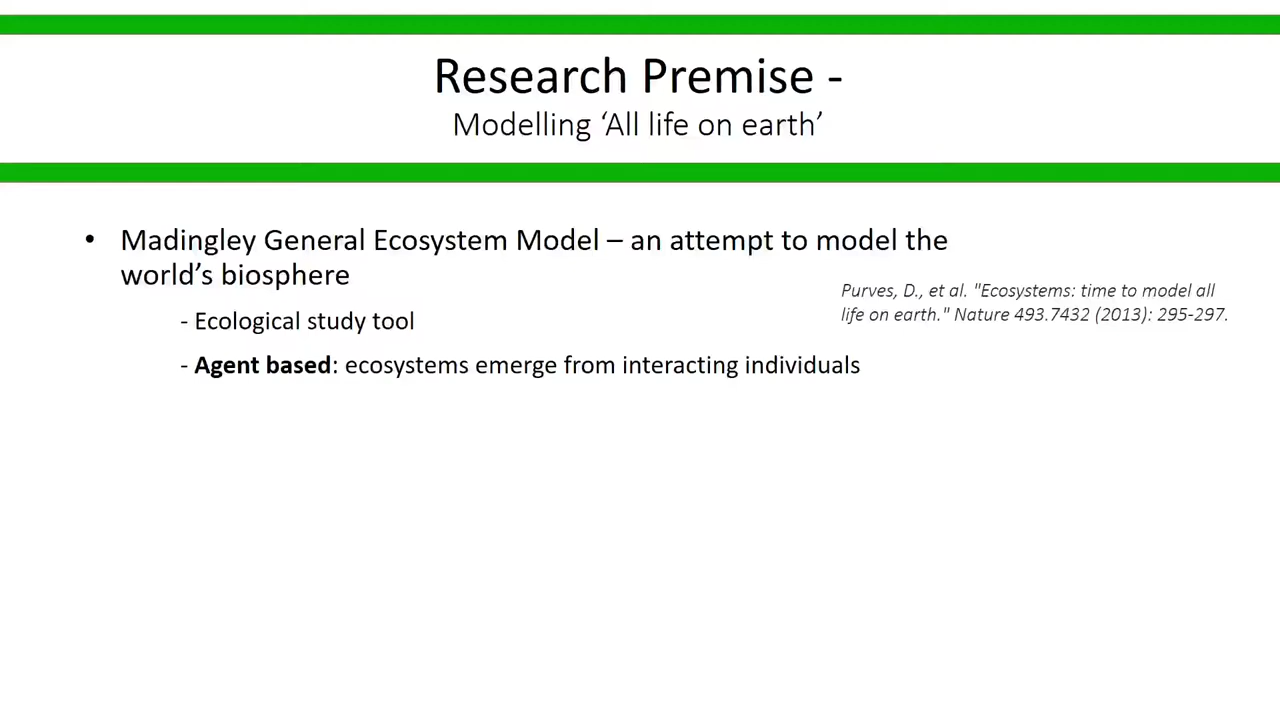 Research Premise -
Modelling ‘All life on earth’
• Madingley General Ecosystem Model – an attempt to model the
world’s biosphere
Purves, D., et al. "Ecosystems: time to model all
life on earth." Nature 493.7432 (2013): 295-297.
- Ecological study tool
- Agent based: ecosystems emerge from interacting individuals